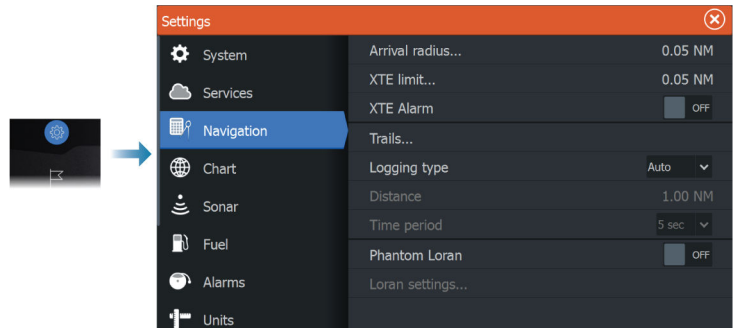 Settings
System
Services
Navigation
Chart
Sonar
Fuel
Alarms
Units
Arrival radius... 0.05 NM
XTE limit... 0.05 NM
XTE Alarm OFF
Trails...
Logging type Auto
Distance 1.00 NM
Time period 5 sec
Phantom Loran OFF
Loran settings...